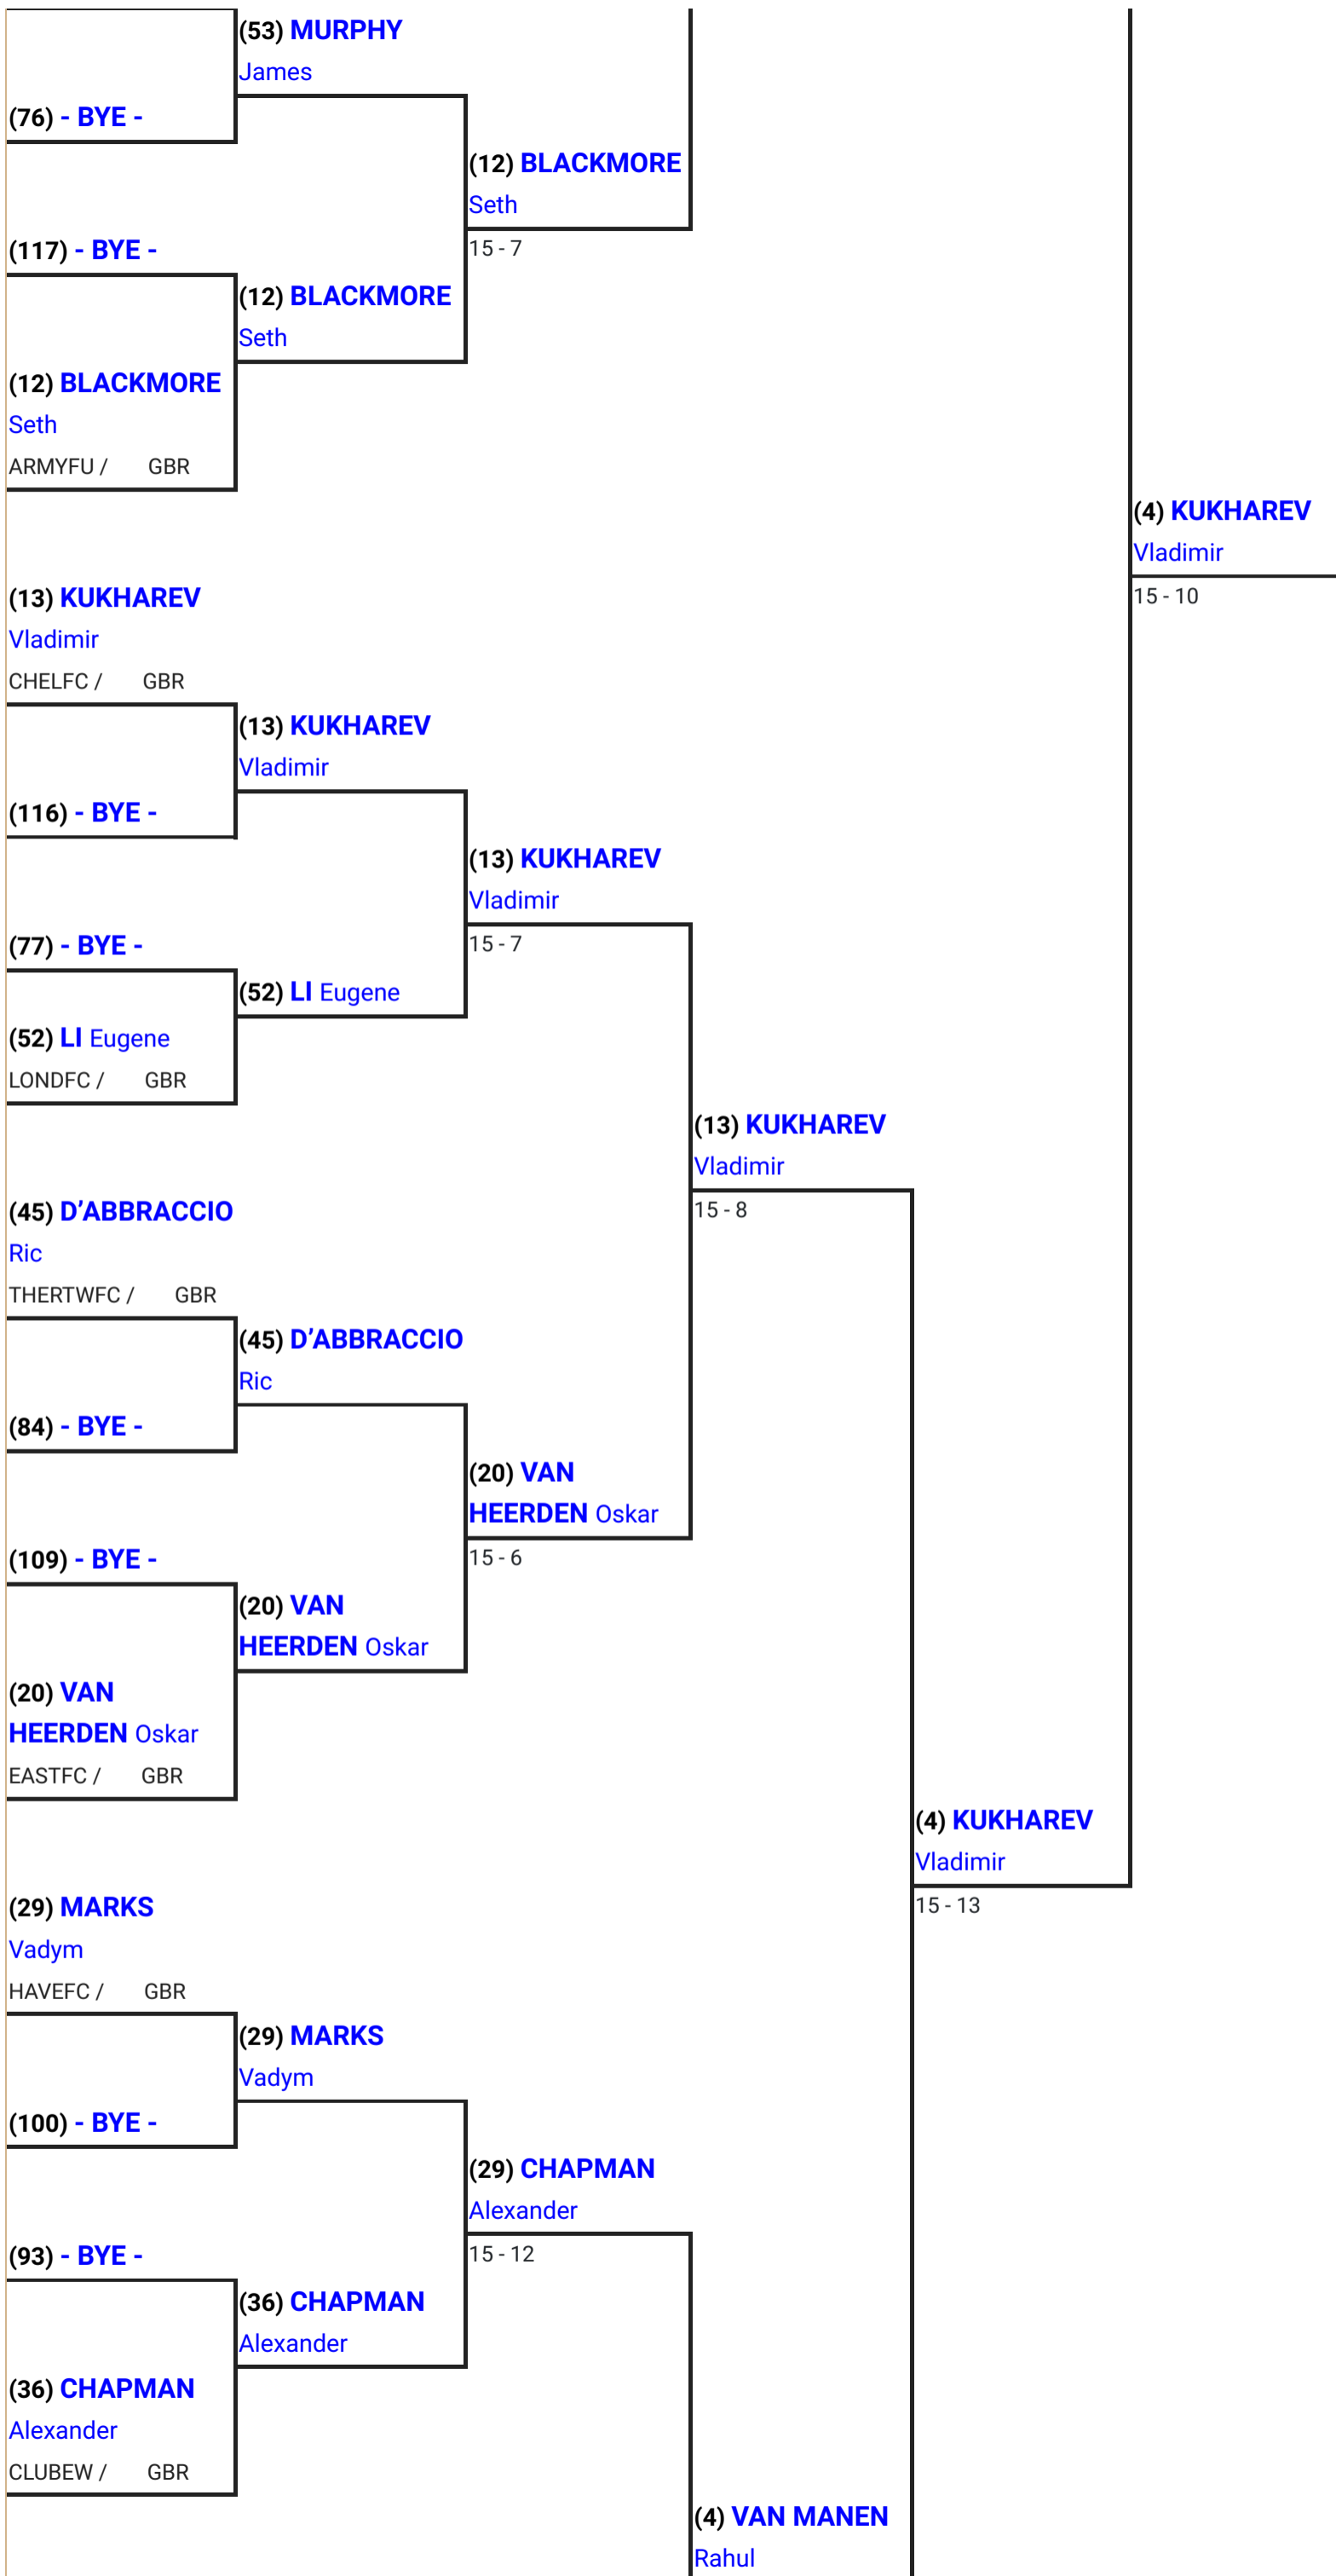 (53) MURPHY
James
(76) - BYE -
(12) BLACKMORE
Seth
15 - 7
(117) - BYE -
(12) BLACKMORE
Seth
(12) BLACKMORE
Seth
ARMYFU / GBR
(4) KUKHAREV
Vladimir
15 - 10
(13) KUKHAREV
Vladimir
CHELFC / GBR
(13) KUKHAREV
Vladimir
(116) - BYE -
(13) KUKHAREV
Vladimir
15 - 7
(77) - BYE -
(52) LI Eugene
(52) LI Eugene
LONDFC / GBR
(13) KUKHAREV
Vladimir
15 - 8
(45) D’ABBRACCIO
Ric
THERTWFC / GBR
(45) D’ABBRACCIO
Ric
(84) - BYE -
(20) VAN
HEERDEN Oskar
15 - 6
(109) - BYE -
(20) VAN
HEERDEN Oskar
(20) VAN
HEERDEN Oskar
EASTFC / GBR
(4) KUKHAREV
Vladimir
15 - 13
(29) MARKS
Vadym
HAVEFC / GBR
(29) MARKS
Vadym
(100) - BYE -
(29) CHAPMAN
Alexander
15 - 12
(93) - BYE -
(36) CHAPMAN
Alexander
(36) CHAPMAN
Alexander
CLUBEW / GBR
(4) VAN MANEN
Rahul